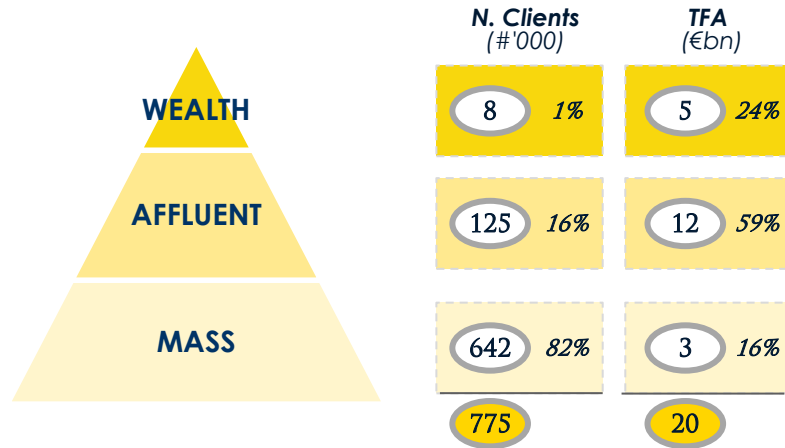 N. Clients TFA
(#'000) (€bn)
WEALTH 8 1% 5 24%
AFFLUENT 125 16% 12 59%
MASS 642 82% 3 16%
775 20